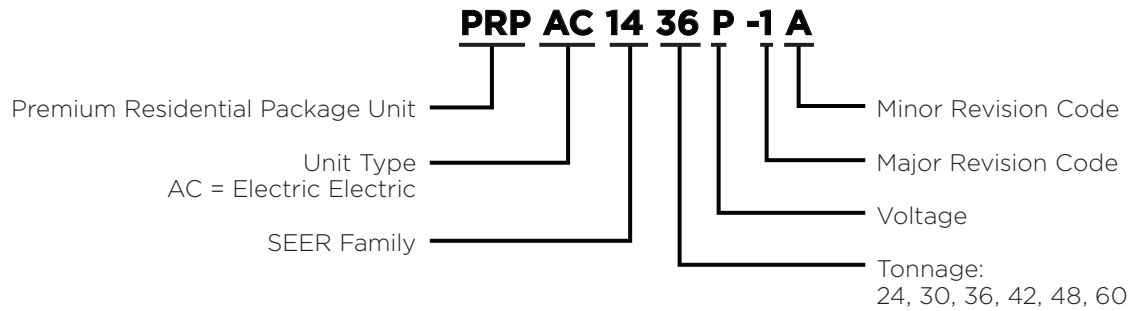 PRP AC 14 36 P -1 A
Premium Residential Package Unit
Unit Type
AC = Electric Electric
SEER Family
Minor Revision Code
Major Revision Code
Voltage
Tonnage:
24, 30, 36, 42, 48, 60